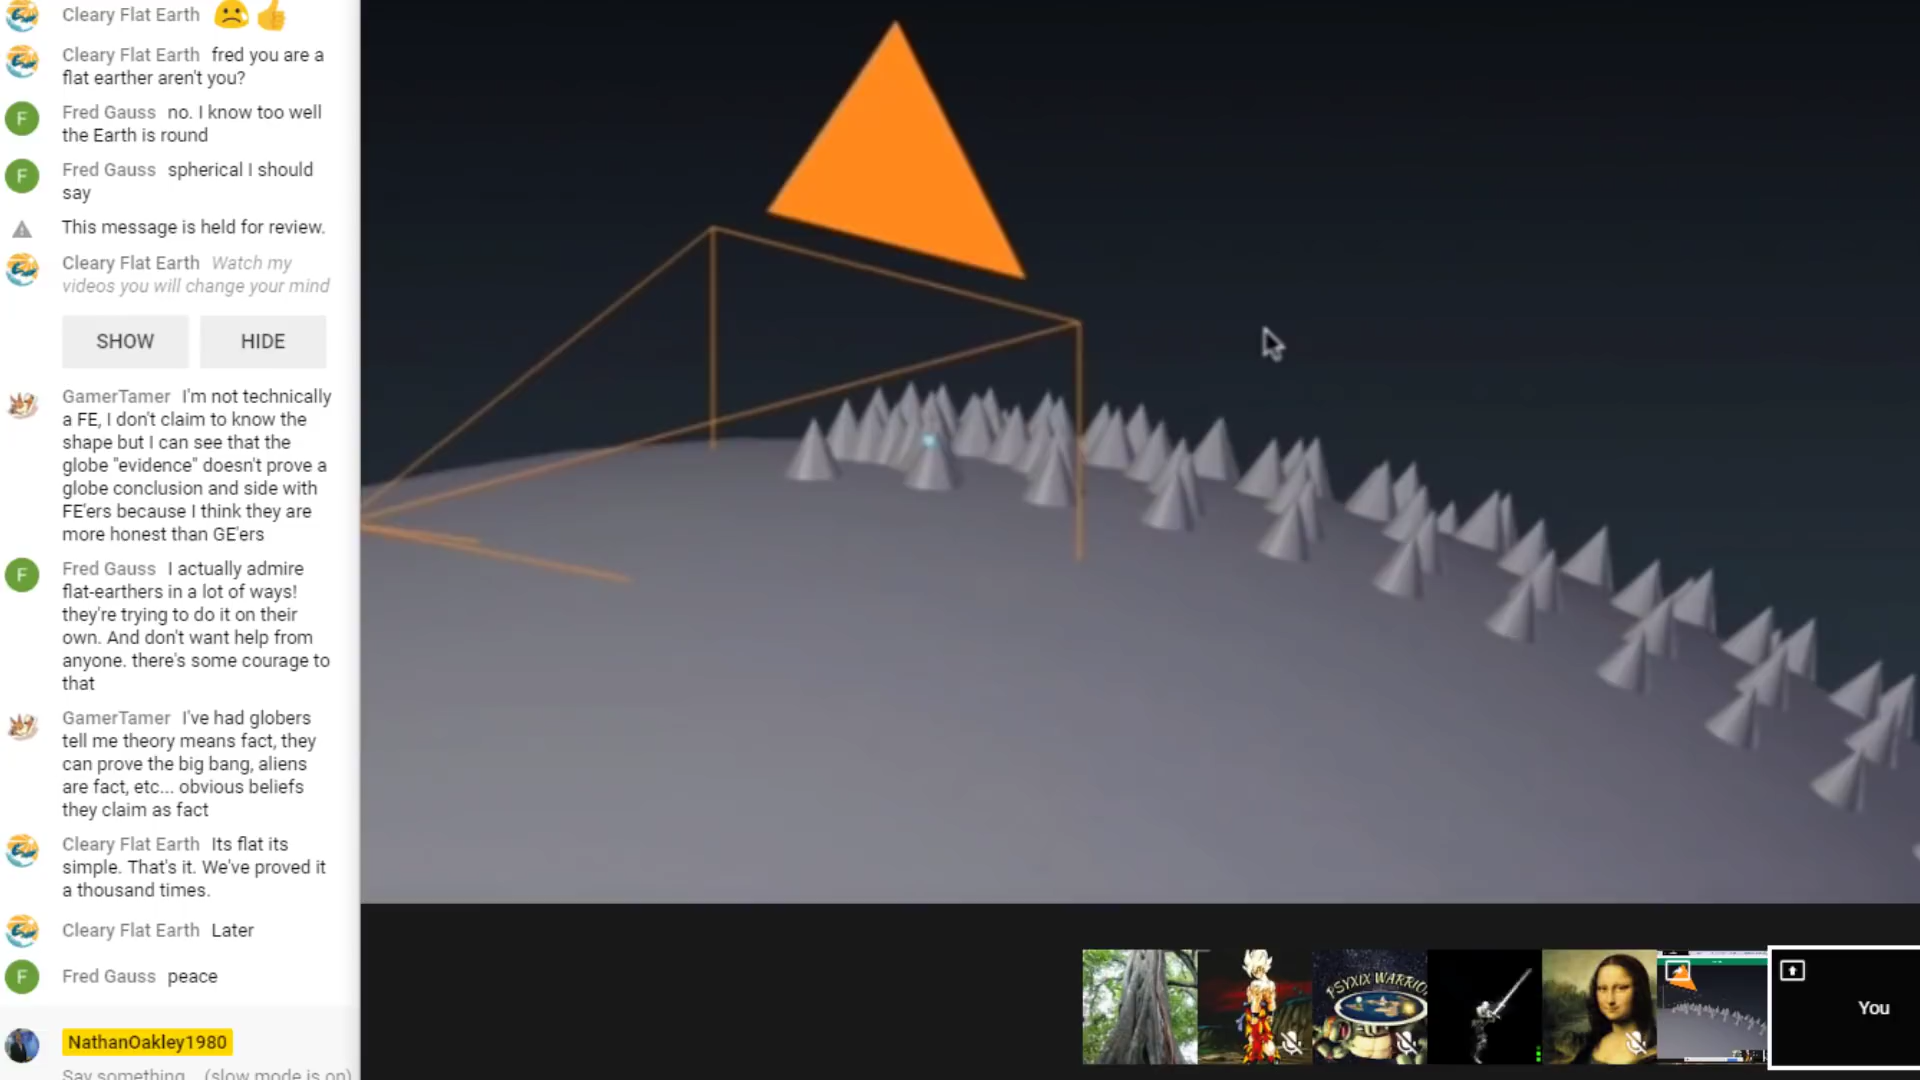 Cleary Flat Earth
Cleary Flat Earth fred you are a
flat earther aren't you?
Fred Gauss no. I know too well
the Earth is round
Fred Gauss spherical I should
say
This message is held for review.
Cleary Flat Earth Watch my
videos you will change your mind
SHOW HIDE
GamerTamer I'm not technically
a FE, I don't claim to know the
shape but I can see that the
globe "evidence" doesn't prove a
globe conclusion and side with
FE'ers because I think they are
more honest than GE'ers
Fred Gauss I actually admire
flat-earthers in a lot of ways!
they're trying to do it on their
own. And don't want help from
anyone. there's some courage to
that
GamerTamer I've had globers
tell me theory means fact, they
can prove the big bang, aliens
are fact, etc... obvious beliefs
they claim as fact
Cleary Flat Earth Its flat its
simple. That's it. We've proved it
a thousand times.
Cleary Flat Earth Later
Fred Gauss peace
NathanOakley1980
Say something... (slow mode is on)
F
F
F
F
PSYXIX WARRIO
You